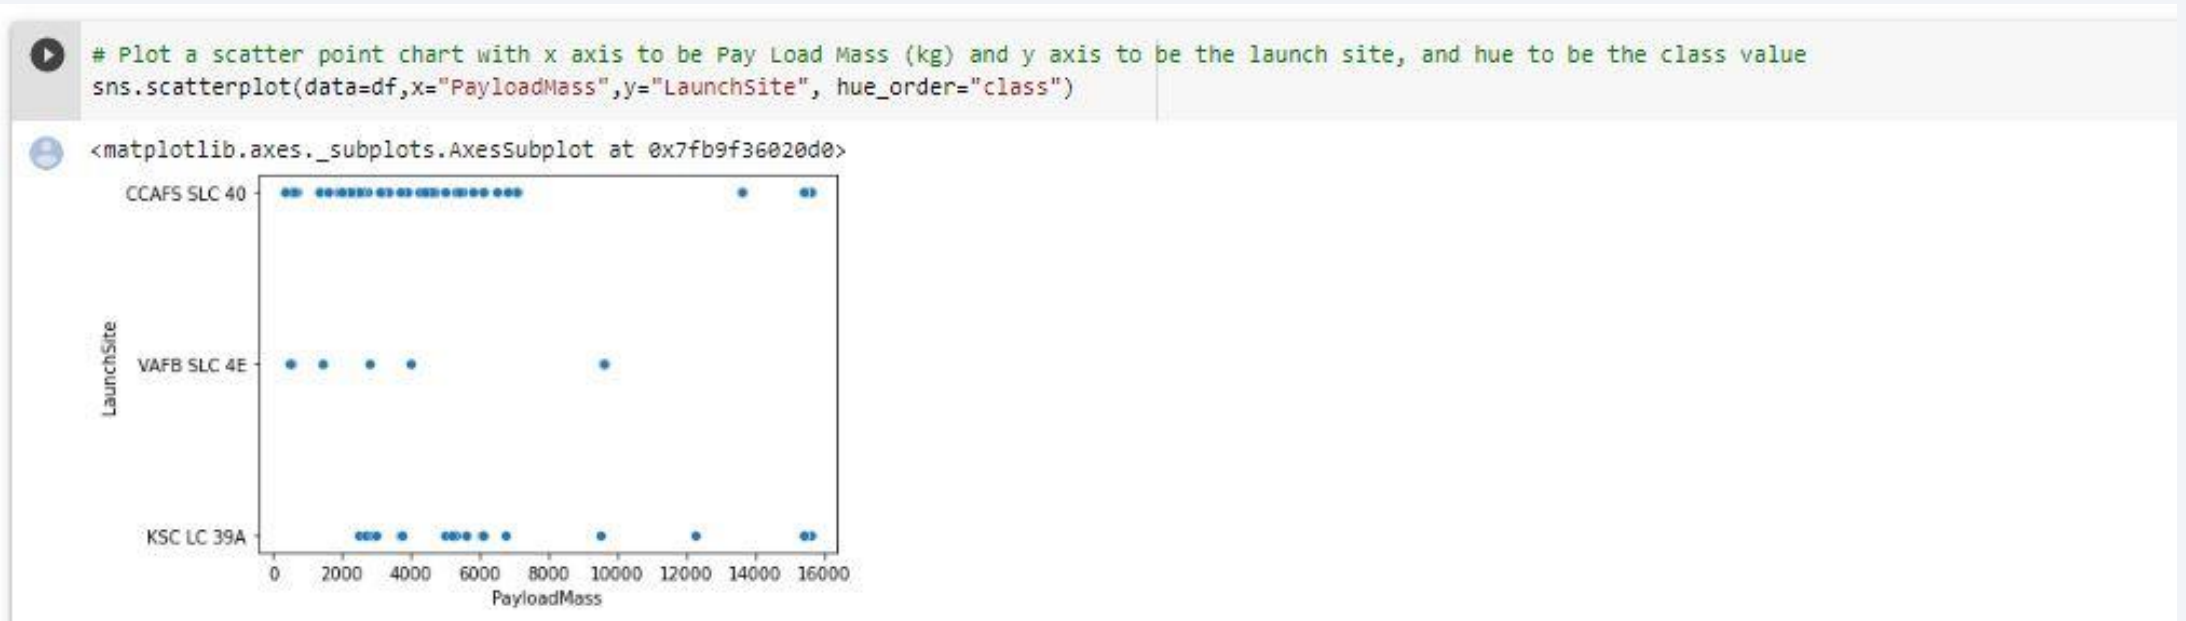 # Plot a scatter point chart with x axis to be Pay Load Mass (kg) and y axis to be the launch site, and hue to be the class value
sns.scatterplot(data=df,x="PayloadMass",y="LaunchSite", hue_order="class")
<matplotlib.axes._subplots.AxesSubplot at 0x7fb9f36020d0>
CCAFS SLC 40
VAFB SLC 4E
KSC LC 39A
LaunchSite
0 2000 4000 6000 8000 10000 12000 14000 16000
PayloadMass